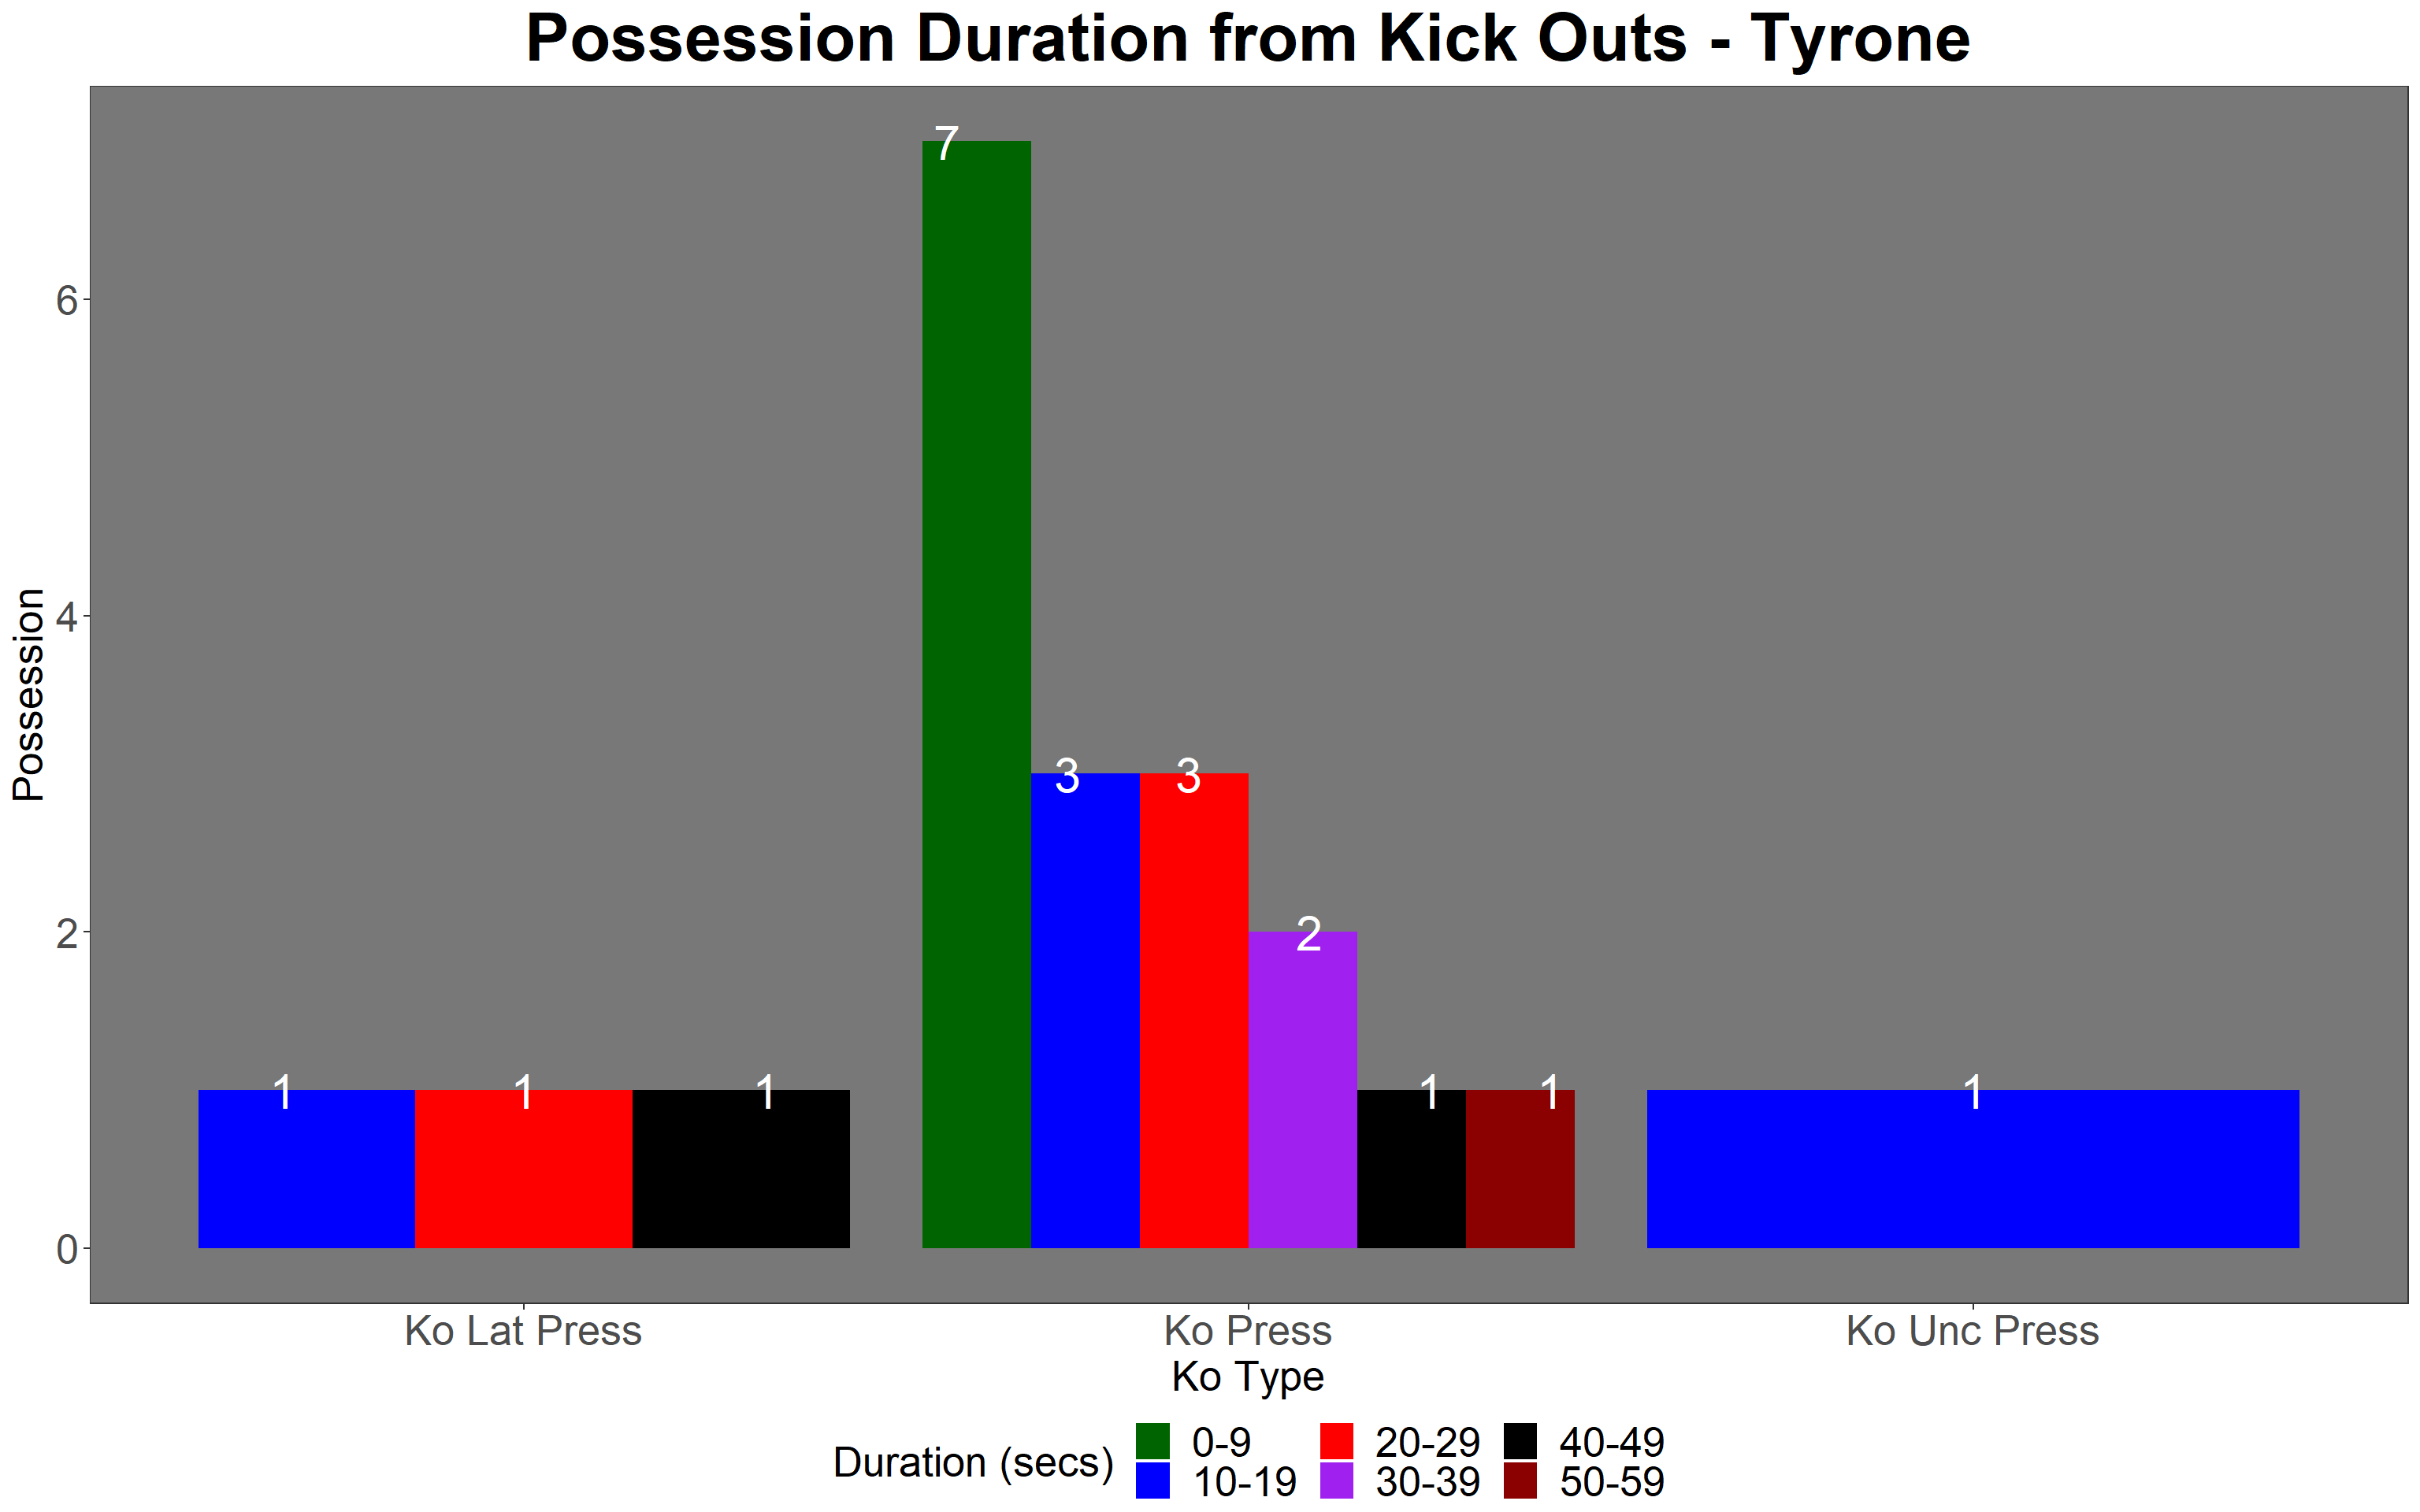 Possession Duration from Kick Outs - Tyrone
7
6
4
Possession
3 3
2
2
1 1 1 1 1 1
0
Ko Lat Press Ko Press Ko Unc Press
Ko Type
Duration (secs)
0-9 20-29 40-49
10-19 30-39 50-59